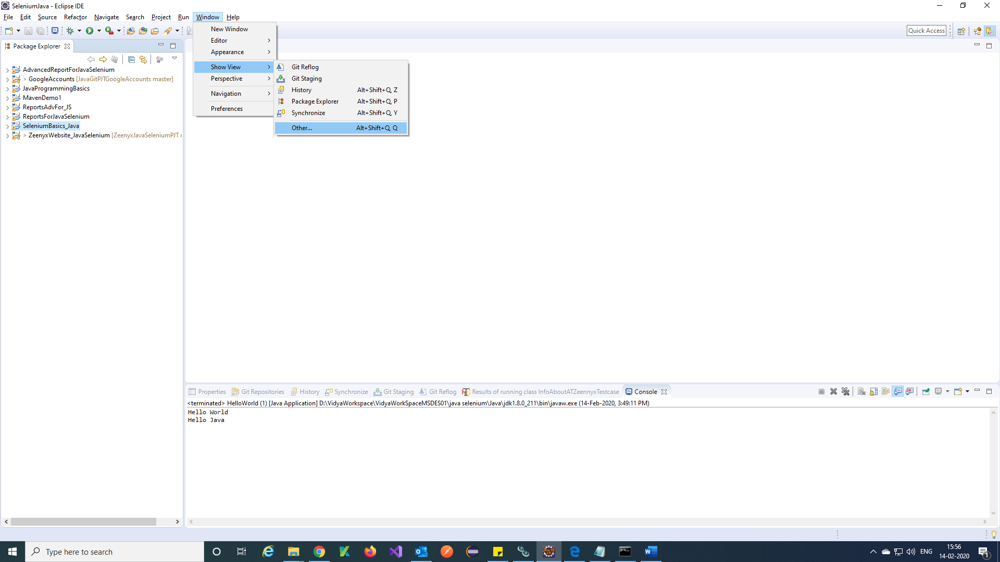 SeleniumJava - Eclipse IDE
File Edit Source Refactor Navigate Search Project Run Window Help
Quick Access
Package Explorer
AdvancedReportForJavaSelenium
> GoogleAccounts [JavaGitPJTGoogleAccounts master]
JavaProgrammingBasics
MavenDemo1
ReportsAdvFor_JS
ReportsForJavaSelenium
SeleniumBasics_Java
> ZeenyxWebsite_JavaSelenium [ZeenyxJavaSeleniumPJT
New Window
Editor
Appearance
Show View
Perspective
Navigation
Preferences
Git Reflog
Git Staging
History Alt+Shift+Q, Z
Package Explorer Alt+Shift+Q, P
Synchronize Alt+Shift+Q, Y
Other... Alt+Shift+Q, Q
Properties Git Repositories History Synchronize Git Staging Git Reflog Results of running class InfoAboutATZeennyxTestcase Console
<terminated> HelloWorld (1) [Java Application] D:\VidyaWorkspace\VidyaWorkSpaceMSDES01\java selenium\Java\jdk1.8.0_211\bin\javaw.exe (14-Feb-2020, 3:49:11 PM)
Hello World
Hello Java
Type here to search
ENG
15:56
14-02-2020
1